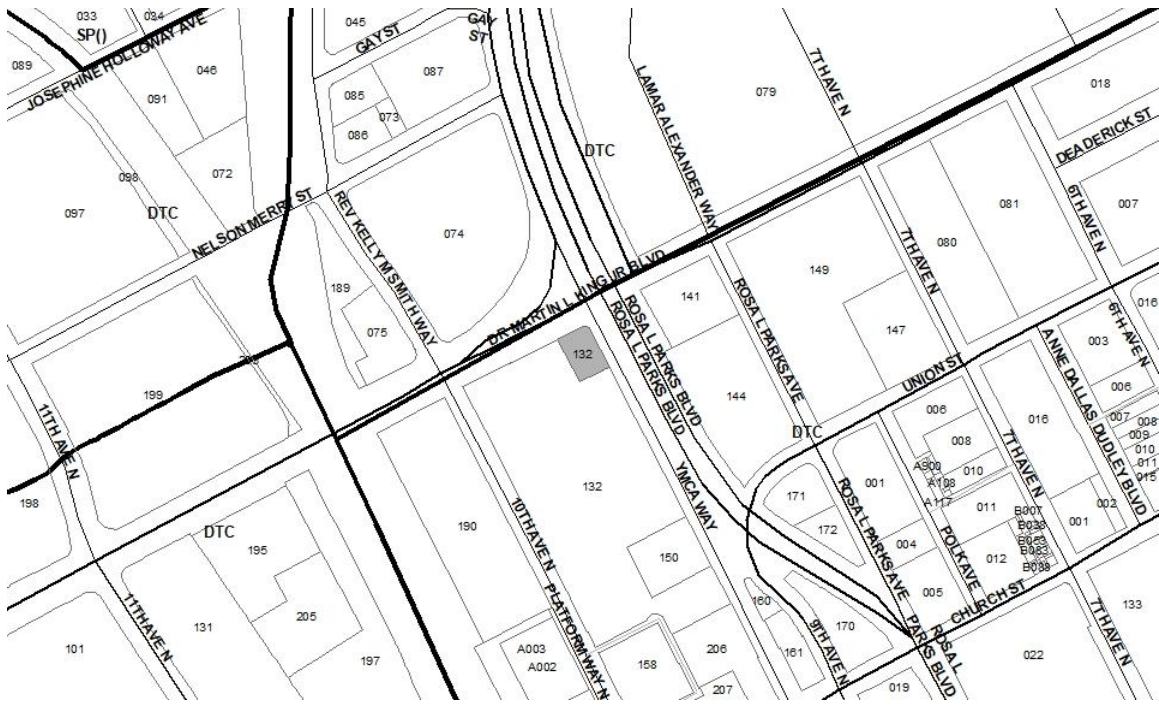 033
034
SP()
045
GAY ST
GAY
ST
089
JOSEPHINE HOLLOWAY AVE
046
091
085
087
073
086
079
7TH AVE N
018
DEADERICK ST
LAMAR ALEXANDER WAY
DTC
098
072
097
DTC
NELSON MERRY ST
REV KELLY M SMITH WAY
074
081
6TH AVE N
007
080
7TH AVE N
149
189
075
DR MARTIN L KING JR BLVD
141
ROSA L PARKS AVE
147
016
ROSA L PARKS BLVD
ROSA L PARKS BLVD
132
199
UNION ST
003
6TH AVE N
ANNE DALLAS DUDLEY BLVD
006
144
006
016
007
008
009
010
011
015
11TH AVE N
DTC
008
7TH AVE N
A900
010
A108
A117
198
132
YMCA WAY
171
001
ROSA L PARKS AVE
002
190
10TH AVE N
172
011
B007
B038
B053
B083
B089
001
DTC
195
150
004
POLK AVE
012
205
PLATFORM WAY N
160
005
CHURCH ST
133
131
11TH AVE N
9TH AVE N
170
ROSA L
PARKS BLVD
7TH AVE N
101
197
A003
A002
158
206
161
022
207
019